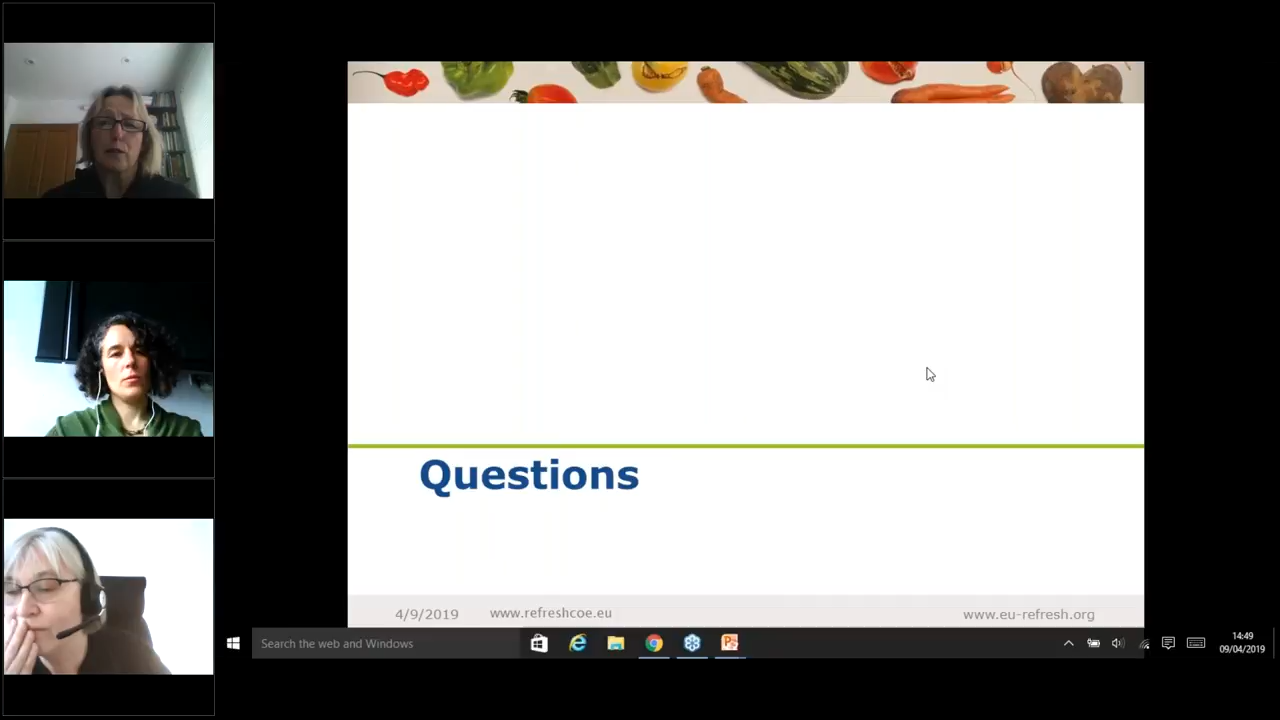 Questions
4/9/2019 www.refreshcoe.eu www.eu-refresh.org
Search the web and Windows
14:49
09/04/2019